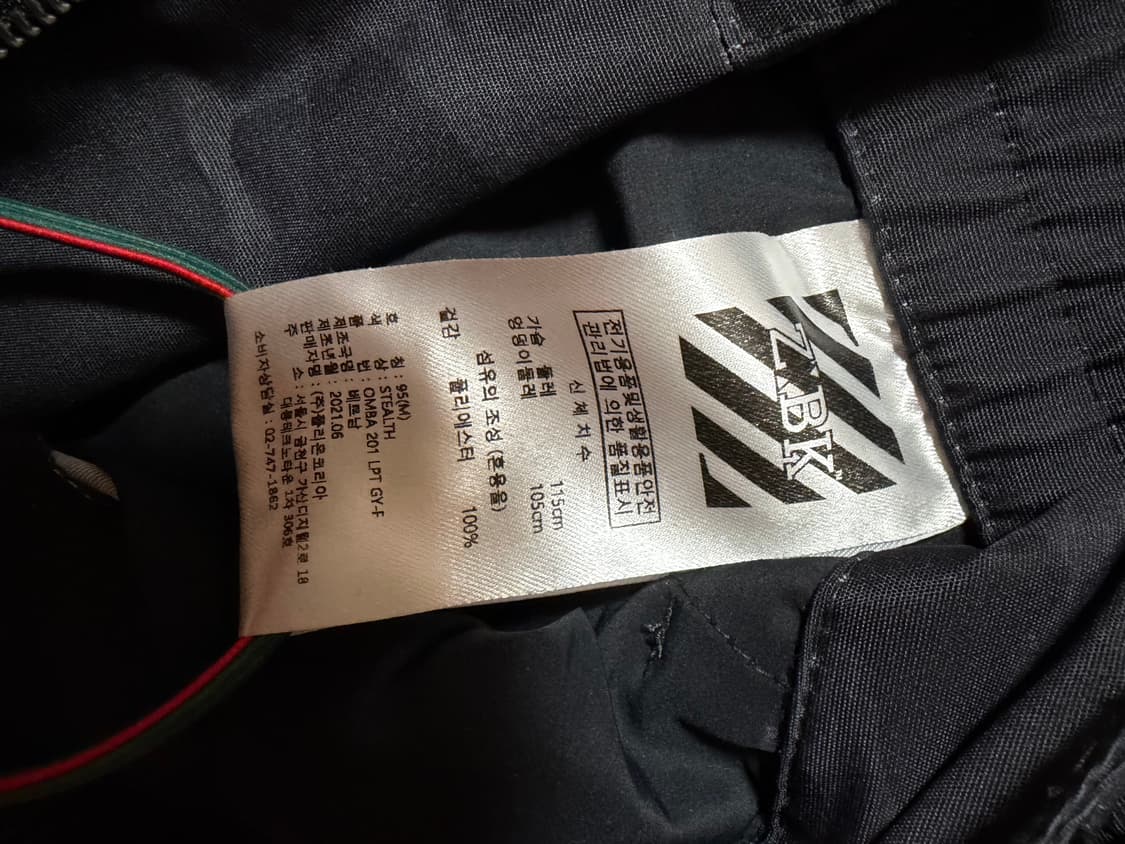 ZBK
전기용품및생활용품안전
관리법에 의한 품질표시
신 체 치 수
가슴 둘레 115cm
엉덩이둘레 105cm
섬유의 조성 (혼용율)
겉감 폴리에스터 100%
호 칭 : 95(M)
색 상 : STEALTH
품 번 : OMBA 201 LPT GY-F
제조국명 : 베트남
제조년월 : 2021.06
판매자명 : (주)플리운코리아
주 소 : 서울시 금천구 가산디지털2로 18
대륭테크노타운 1차 306호
소비자상담실 : 02-747-1862